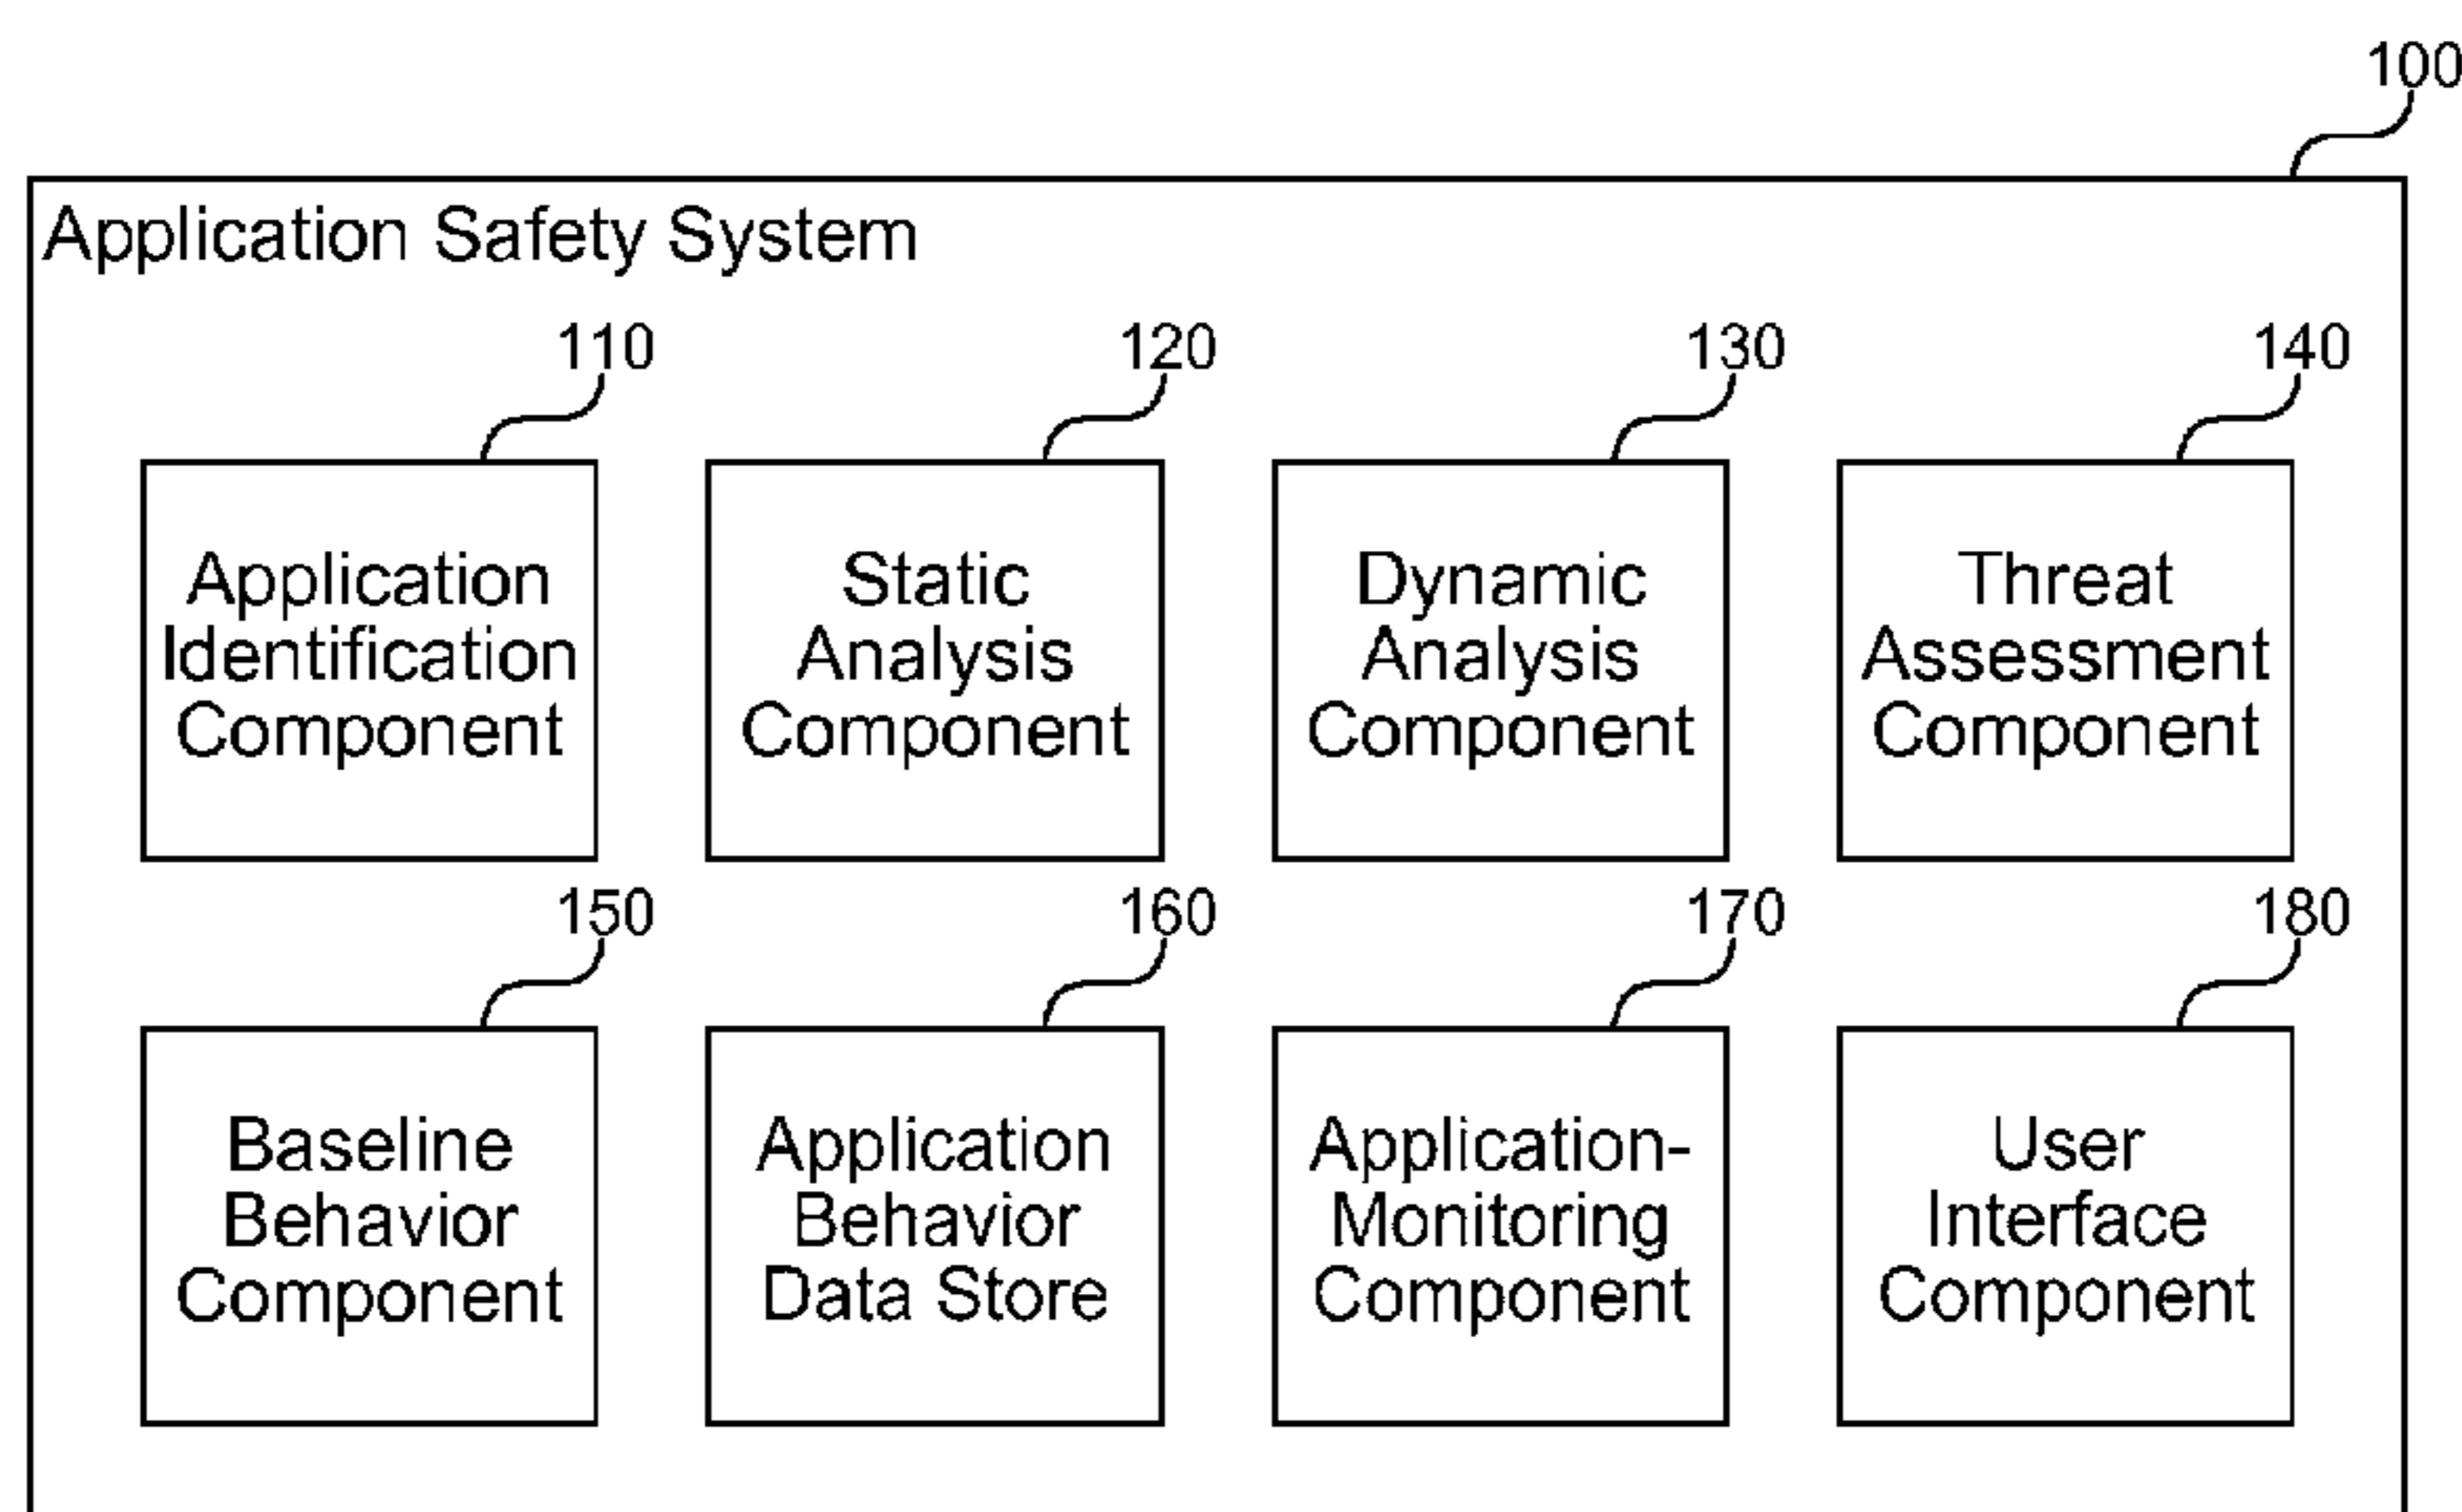 100
Application Safety System
110
120
130
140
Application
Identification
Component
Static
Analysis
Component
Dynamic
Analysis
Component
Threat
Assessment
Component
150
160
170
180
Baseline
Behavior
Component
Application
Behavior
Data Store
Application-
Monitoring
Component
User
Interface
Component